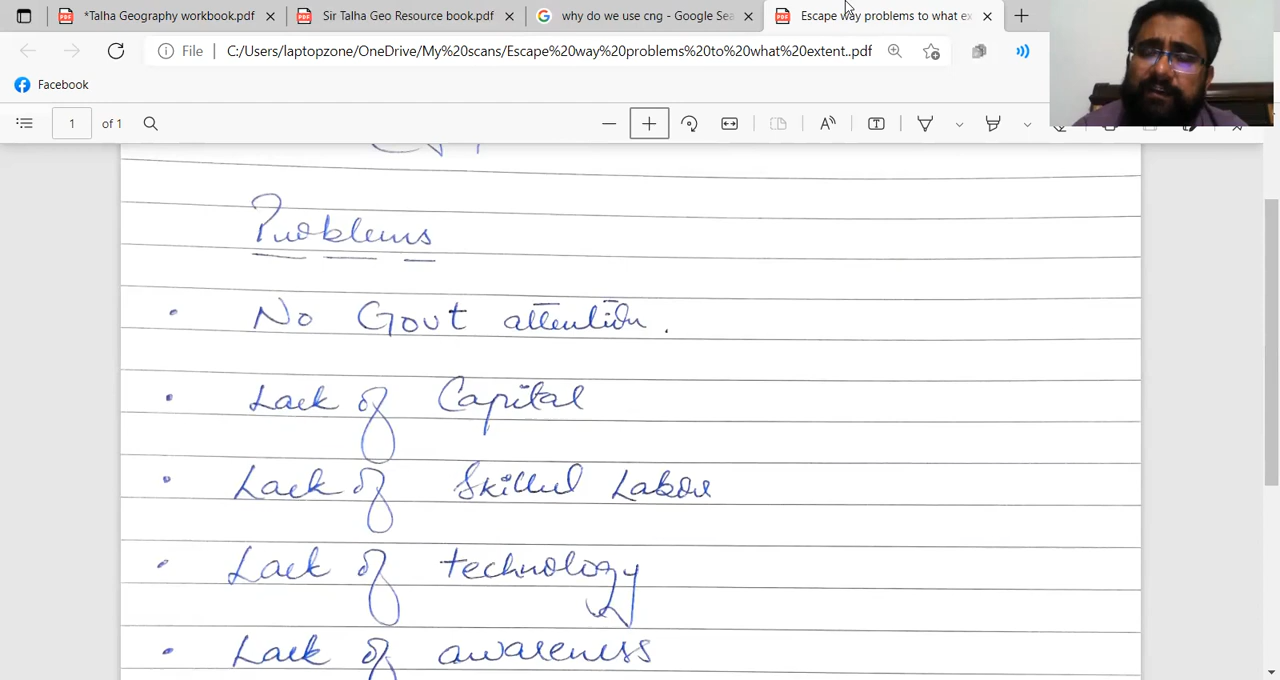 *Talha Geography workbook.pdf
Sir Talha Geo Resource book.pdf
why do we use cng - Google Sea
Escape way problems to what ex
File
C:/Users/laptopzone/OneDrive/My%20scans/Escape%20way%20problems%20to%20what%20extent..pdf
Facebook
1 of 1
Problems
• No Govt attention.
• Lack of Capital
• Lack of Skilled Labor
• Lack of technology
• Lack of awareness